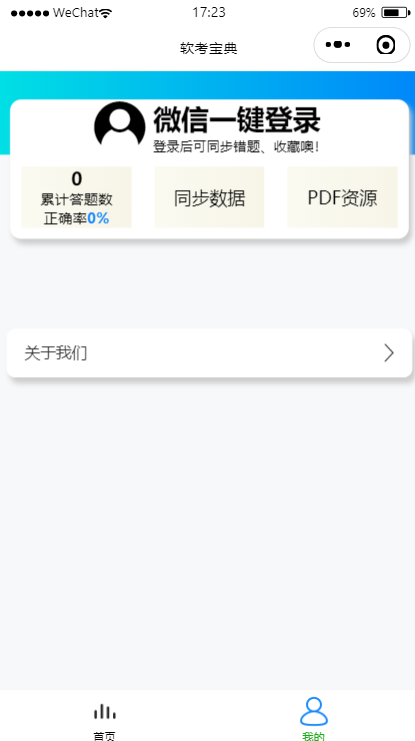 WeChat 17:23 69%
软考宝典
微信一键登录
登录后可同步错题、收藏噢!
0
累计答题数
正确率0%
同步数据
PDF资源
关于我们
首页 我的